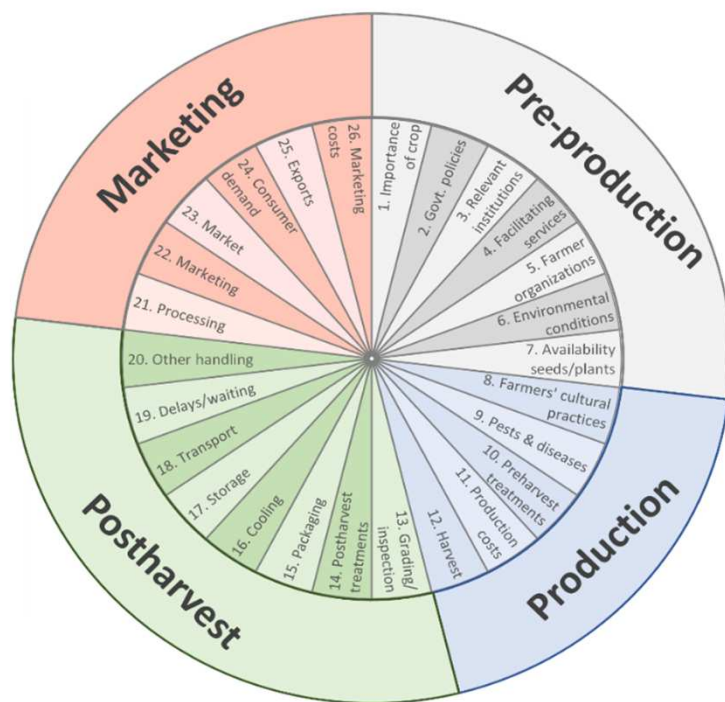 Marketing
Pre-production
Production
Postharvest
1. Importance
of crop
2. Govt. policies
3. Relevant
institutions
4. Facilitating
services
5. Farmer
organizations
6. Environmental
conditions
7. Availability
seeds/plants
8. Farmers' cultural
practices
9. Pests & diseases
10. Preharvest
treatments
11. Production
costs
12. Harvest
13. Grading/
inspection
14. Postharvest
treatments
15. Packaging
16. Cooling
17. Storage
18. Transport
19. Delays/waiting
20. Other handling
21. Processing
22. Marketing
23. Market
24. Consumer
demand
25. Exports
26. Marketing
costs